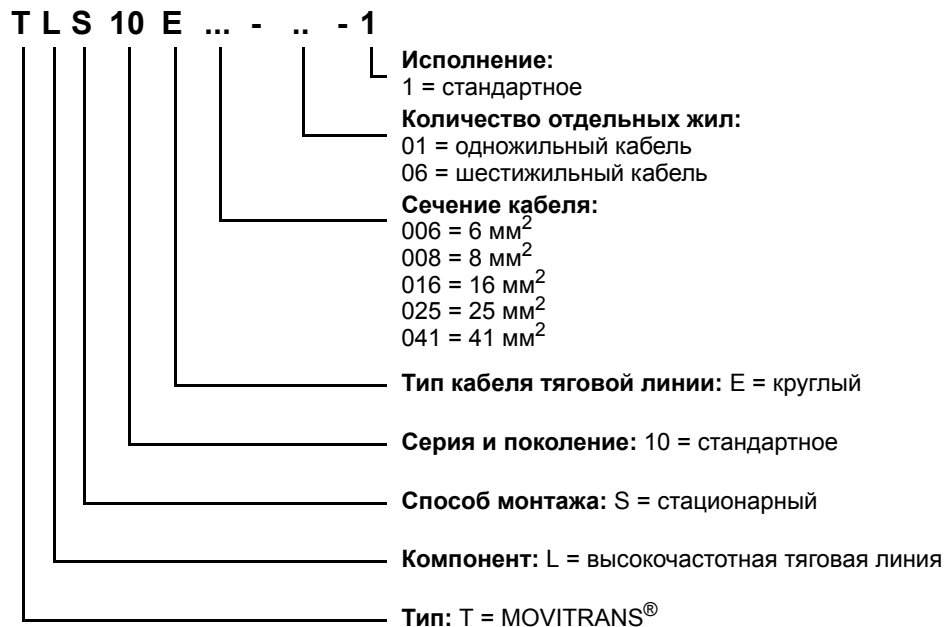 T L S 10 E ... - .. - 1
Исполнение:
1 = стандартное
Количество отдельных жил:
01 = одножильный кабель
06 = шестижильный кабель
Сечение кабеля:
006 = 6 мм²
008 = 8 мм²
016 = 16 мм²
025 = 25 мм²
041 = 41 мм²
Тип кабеля тяговой линии: E = круглый
Серия и поколение: 10 = стандартное
Способ монтажа: S = стационарный
Компонент: L = высокочастотная тяговая линия
Тип: T = MOVITRANS®